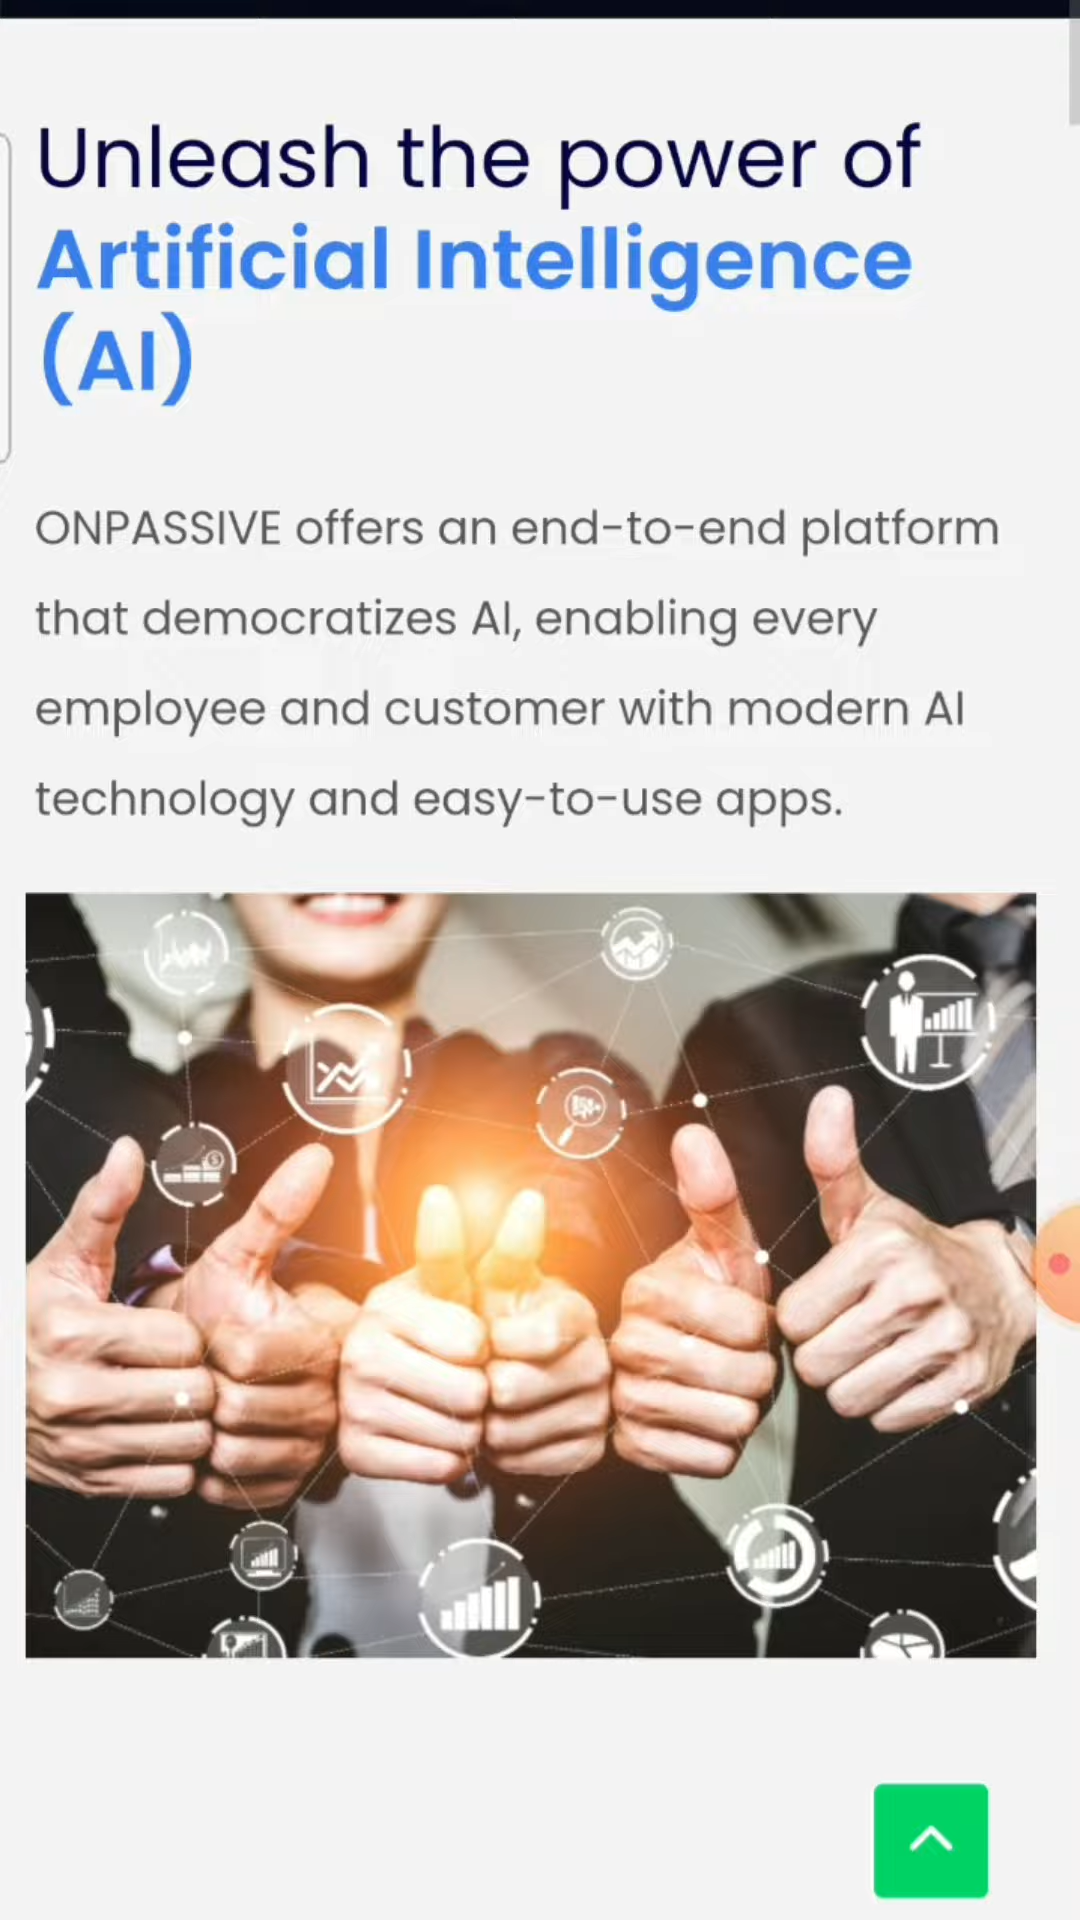 Unleash the power of
Artificial Intelligence
(AI)
ONPASSIVE offers an end-to-end platform
that democratizes AI, enabling every
employee and customer with modern AI
technology and easy-to-use apps.